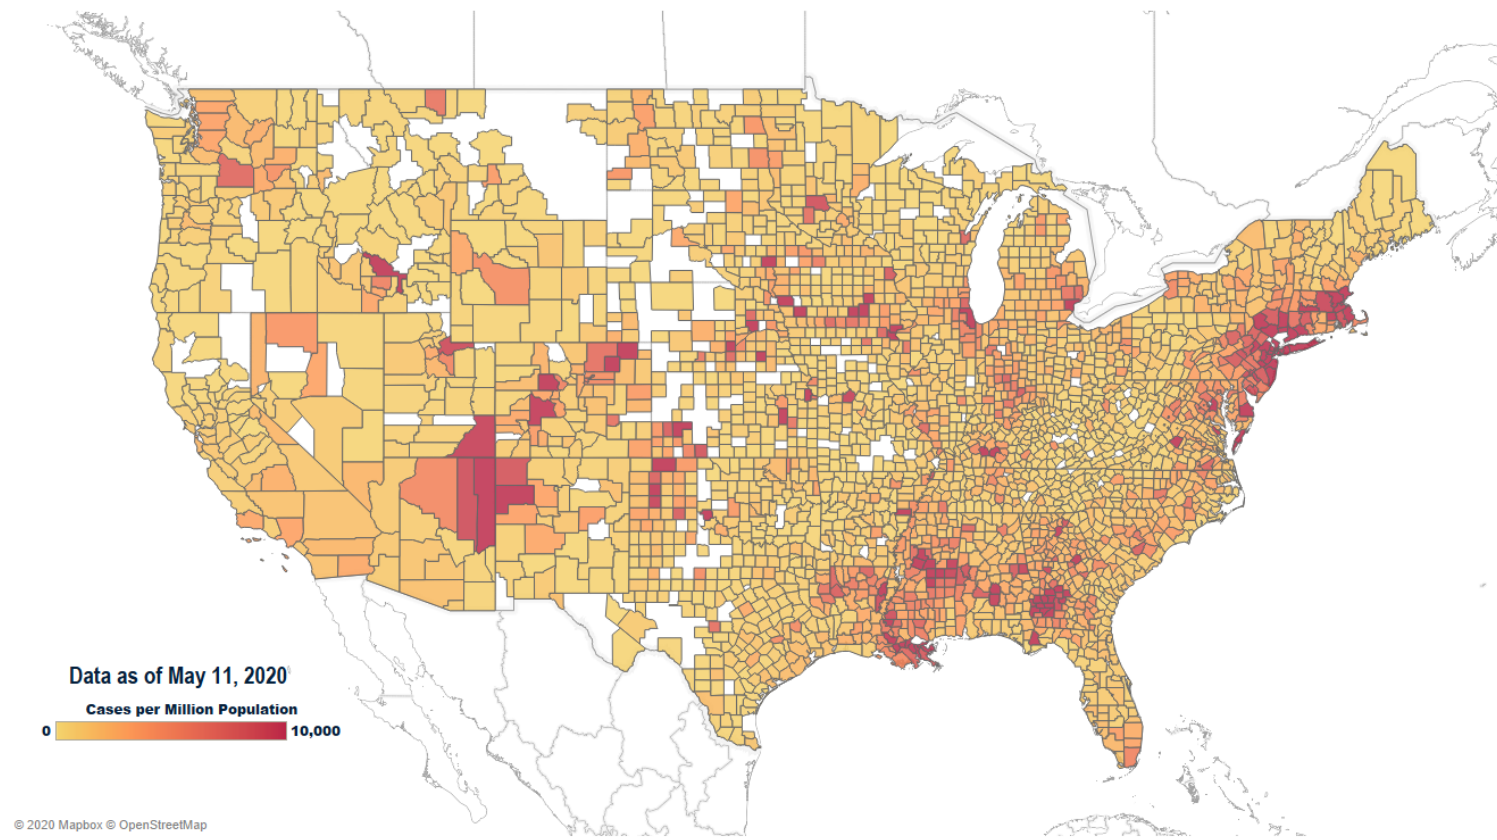 Data as of May 11, 2020
Cases per Million Population
0 10,000
© 2020 Mapbox © OpenStreetMap